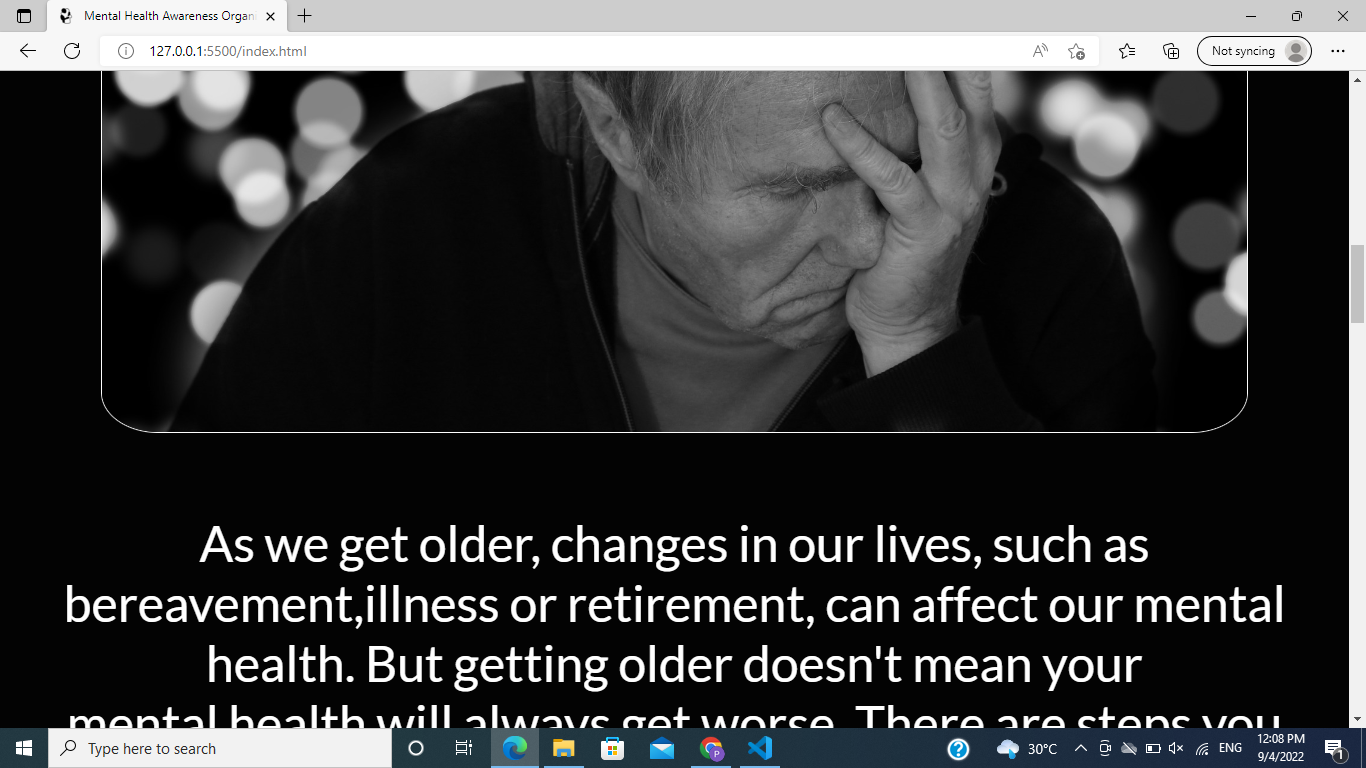 Mental Health Awareness Organi
127.0.0.1:5500/index.html
Not syncing
As we get older, changes in our lives, such as
bereavement,illness or retirement, can affect our mental
health. But getting older doesn't mean your
mental health will always get worse. There are steps you
Type here to search
P
30°C
ENG
12:08 PM
9/4/2022
1